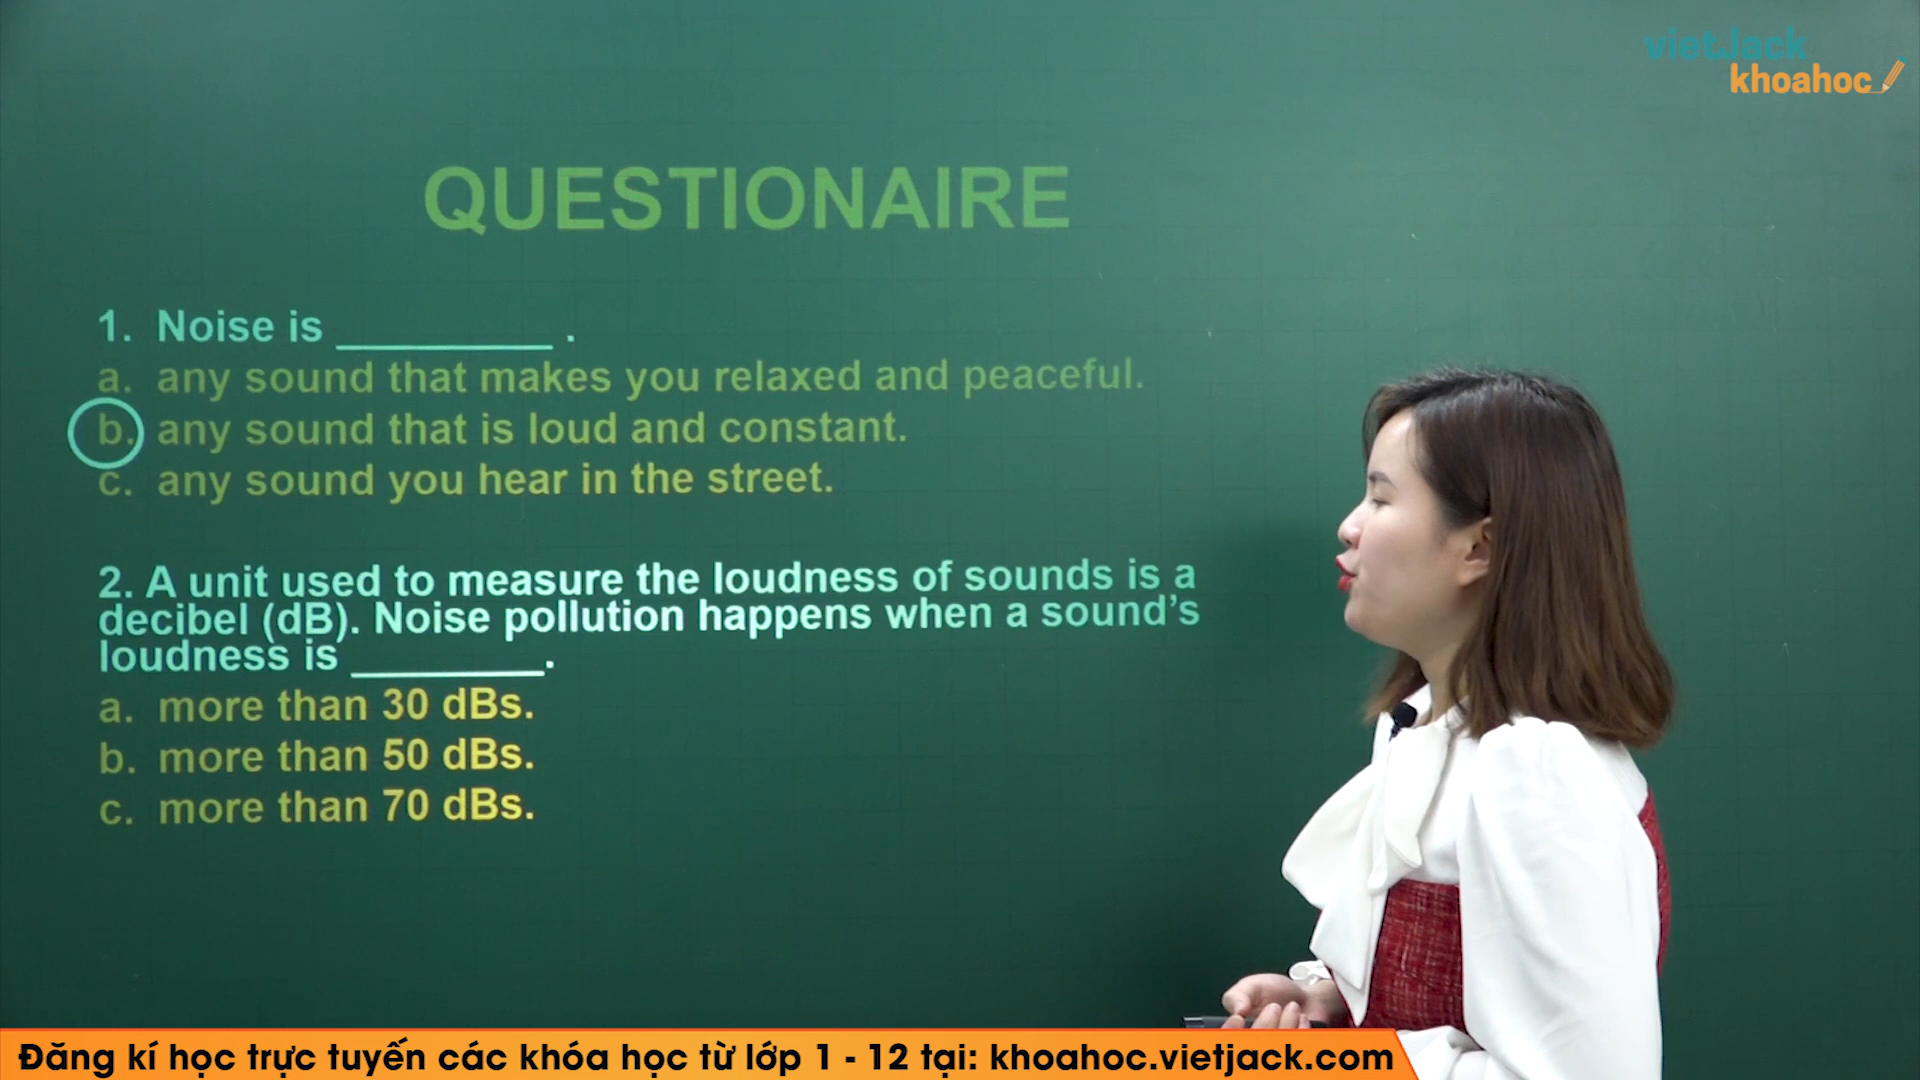 vietJack
khoahoc
QUESTIONAIRE
1. Noise is ________ .
a. any sound that makes you relaxed and peaceful.
b. any sound that is loud and constant.
c. any sound you hear in the street.
2. A unit used to measure the loudness of sounds is a
decibel (dB). Noise pollution happens when a sound’s
loudness is ________.
a. more than 30 dBs.
b. more than 50 dBs.
c. more than 70 dBs.
Đăng kí học trực tuyến các khóa học từ lớp 1 - 12 tại: khoahoc.vietjack.com